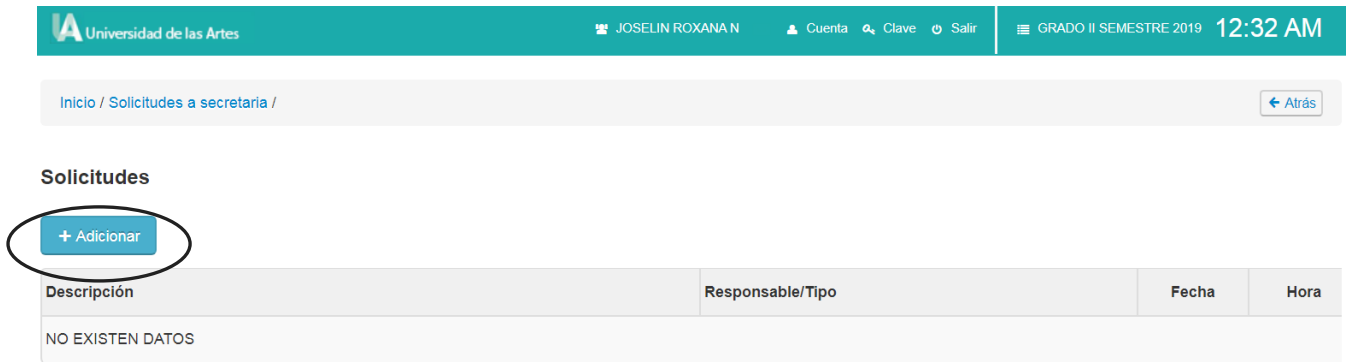 UA Universidad de las Artes JOSELIN ROXANA N Cuenta Clave Salir GRADO II SEMESTRE 2019 12:32 AM
Inicio / Solicitudes a secretaria / Atrás
Solicitudes
+ Adicionar
Descripción Responsable/Tipo Fecha Hora
NO EXISTEN DATOS